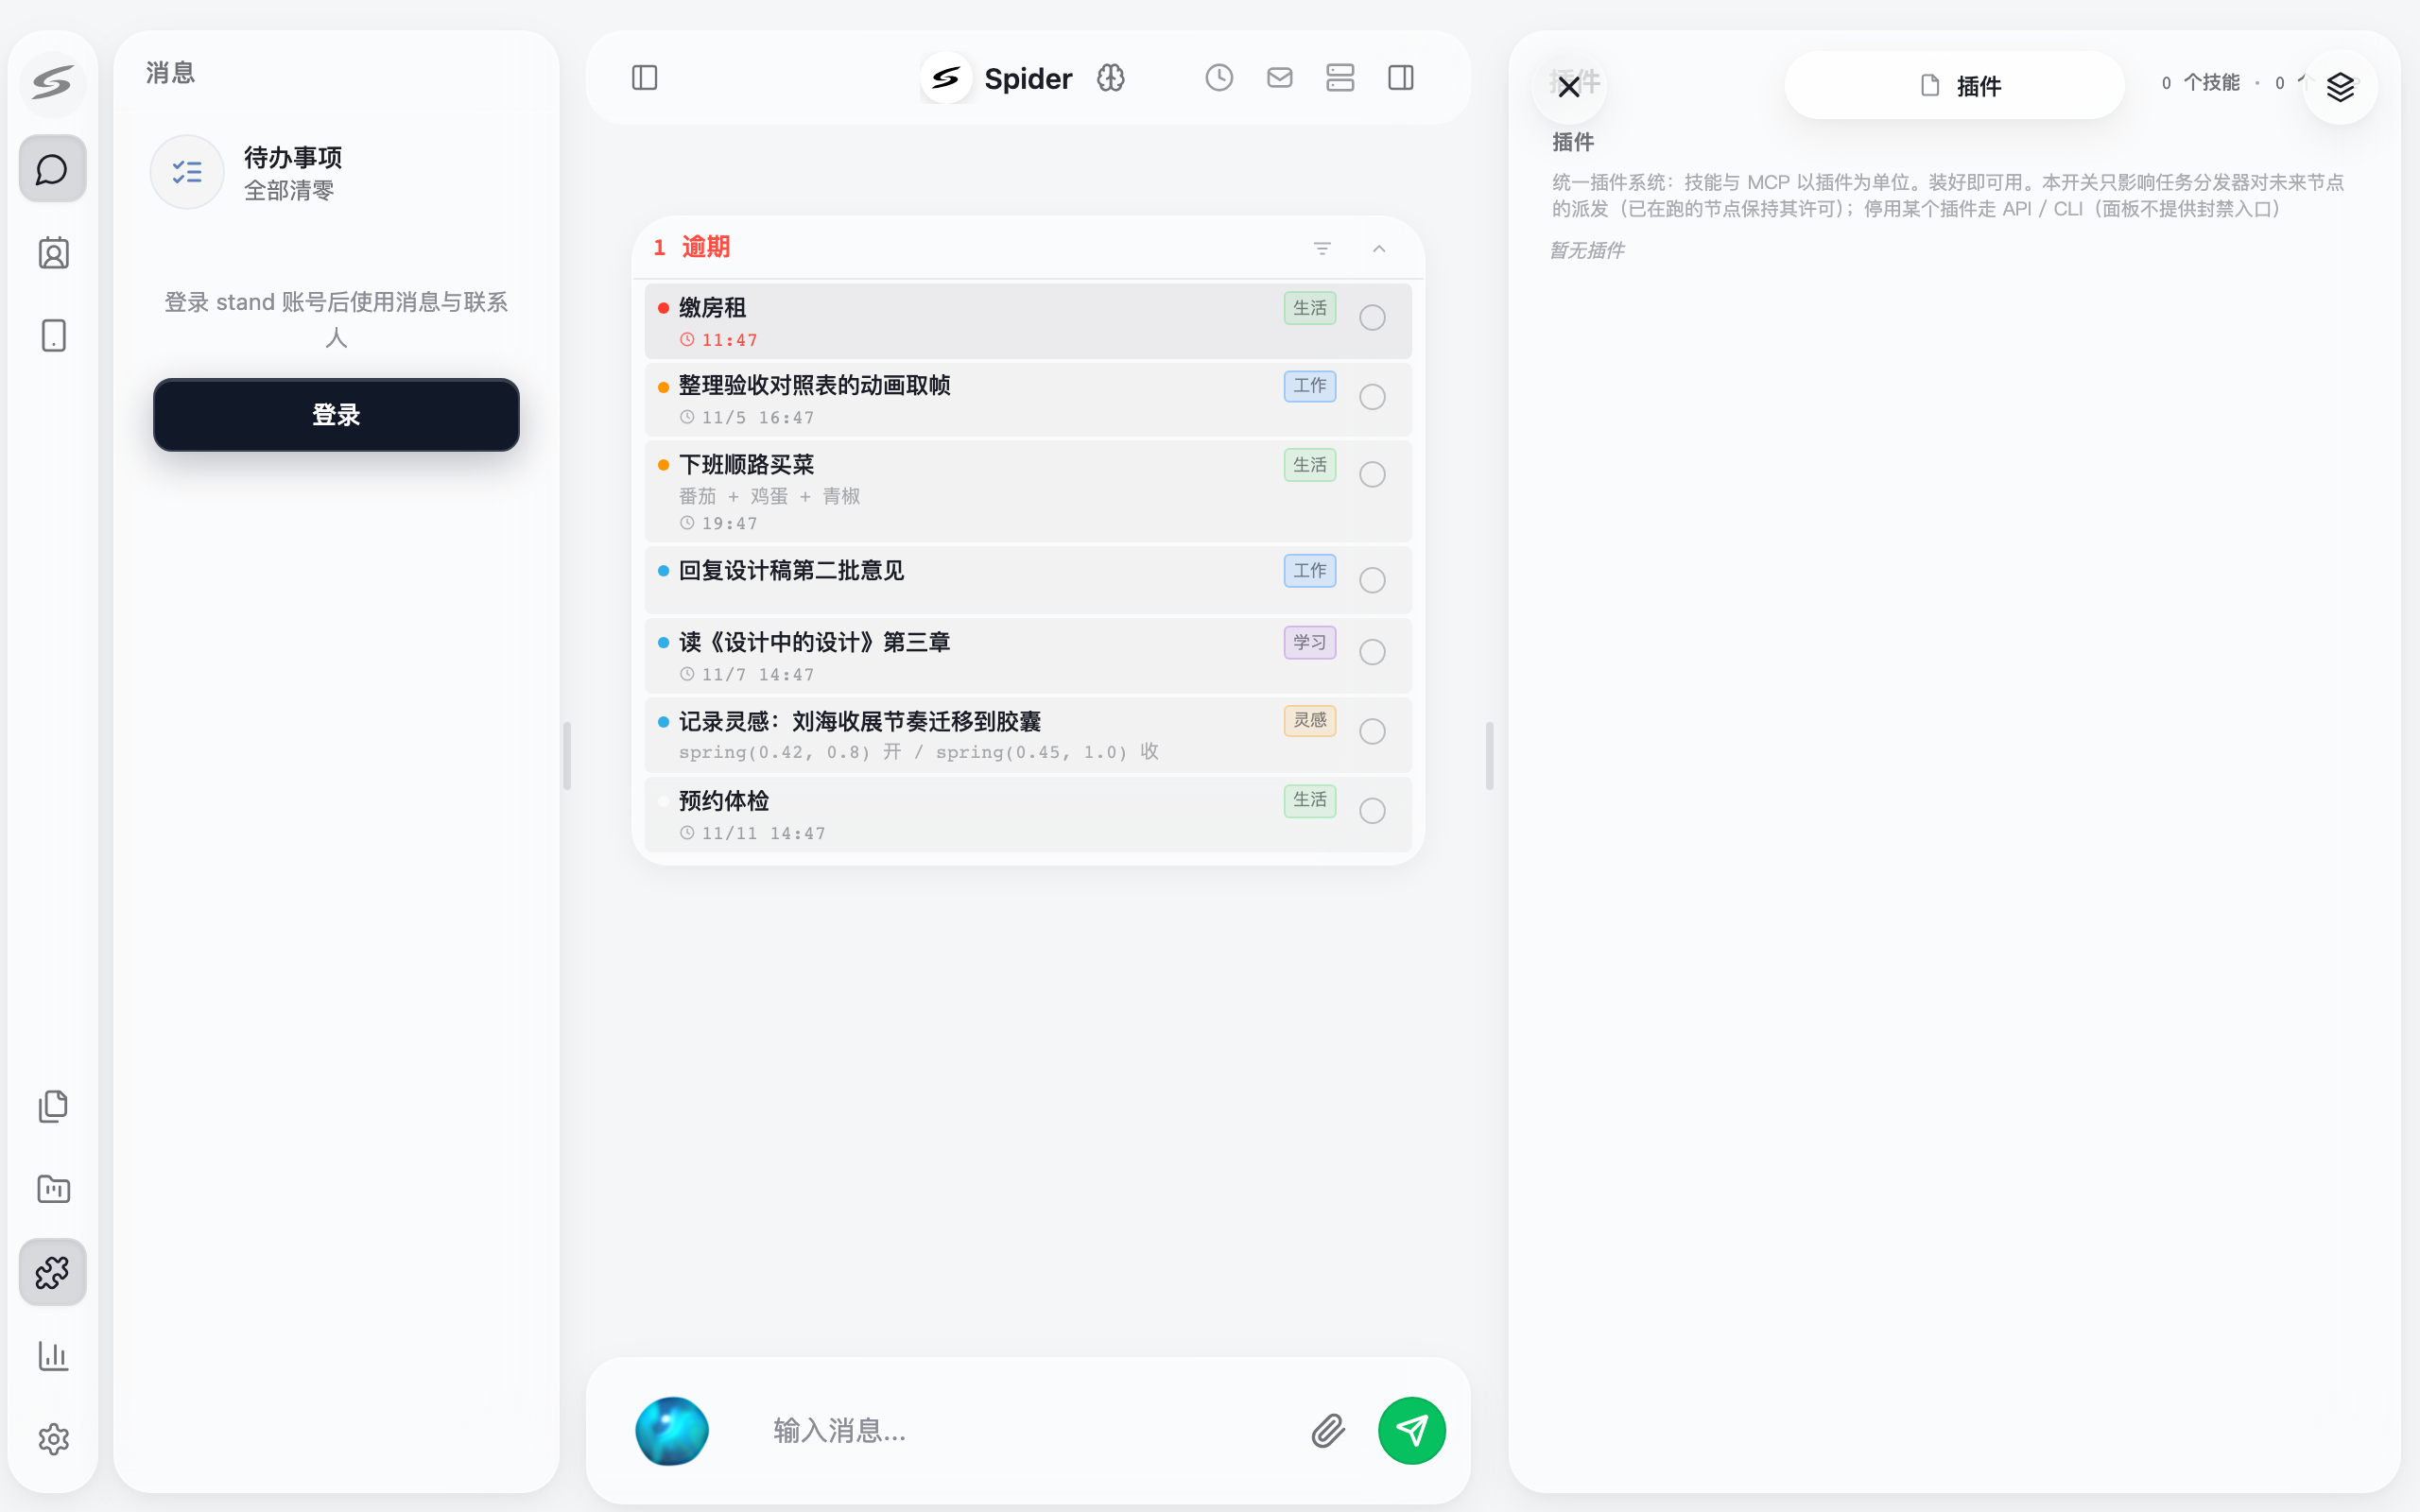 消息
待办事项
全部清零
登录 stand 账号后使用消息与联系
人
登录
Spider
1 逾期
缴房租
生活
11:47
整理验收对照表的动画取帧
工作
11/5 16:47
下班顺路买菜
生活
番茄 + 鸡蛋 + 青椒
19:47
回复设计稿第二批意见
工作
读《设计中的设计》第三章
学习
11/7 14:47
记录灵感：刘海收展节奏迁移到胶囊
灵感
spring(0.42, 0.8) 开 / spring(0.45, 1.0) 收
预约体检
生活
11/11 14:47
输入消息...
插件
插件
0 个技能 · 0
插件
统一插件系统：技能与 MCP 以插件为单位。装好即可用。本开关只影响任务分发器对未来节点
的派发（已在跑的节点保持其许可）；停用某个插件走 API / CLI（面板不提供封禁入口）
暂无插件